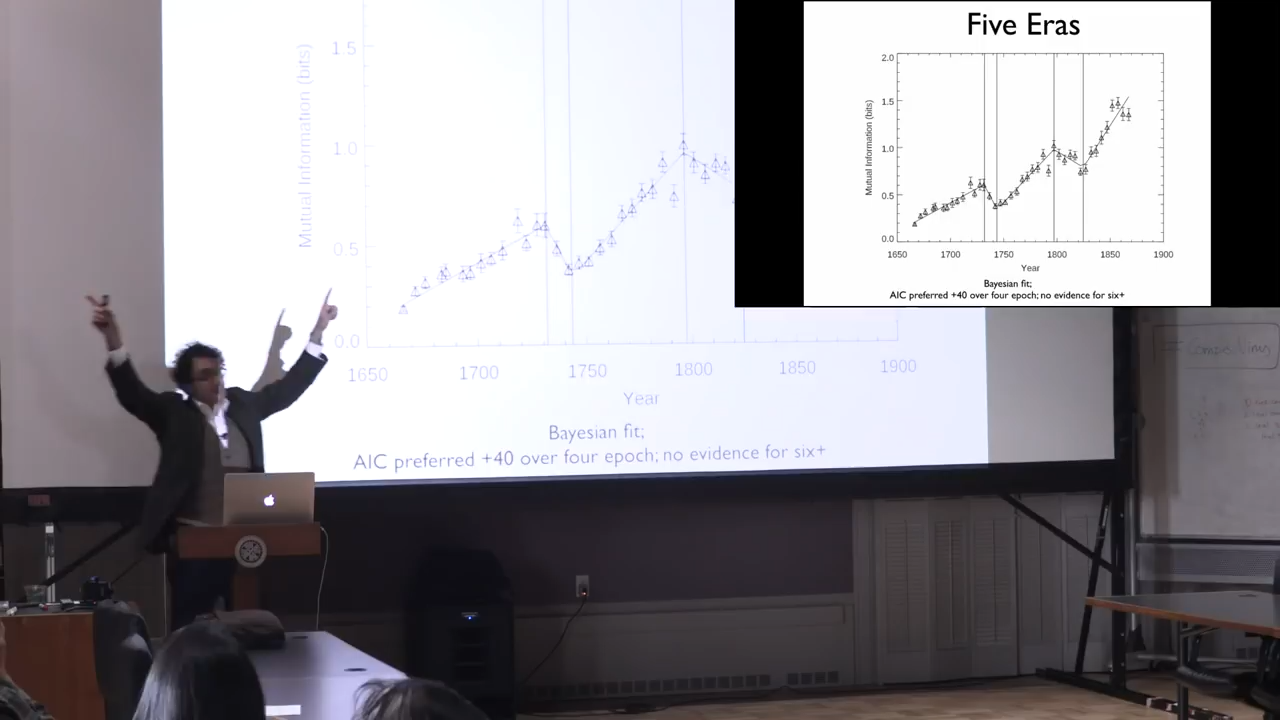 1.5
1.0
0.5
0.0
Mutual Information (bits)
1650 1700 1750 1800 1850 1900
Year
Bayesian fit;
AIC preferred +40 over four epoch; no evidence for six+
Five Eras
2.0
1.5
1.0
0.5
0.0
Mutual Information (bits)
1650 1700 1750 1800 1850 1900
Year
Bayesian fit;
AIC preferred +40 over four epoch; no evidence for six+